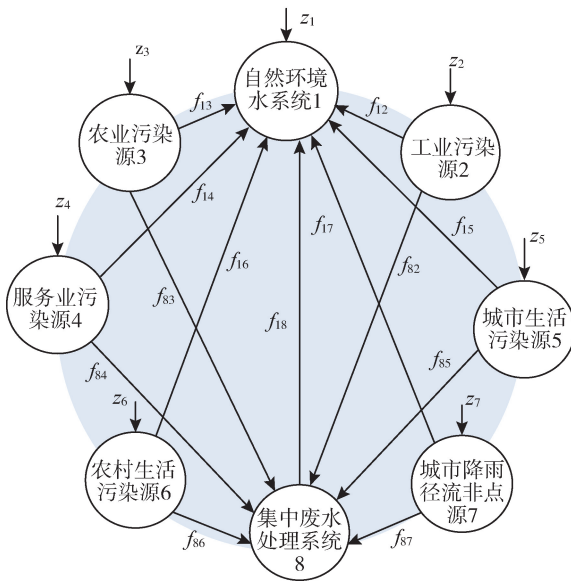 z₁
自然环境
水系统1
z₃
z₂
f₁₃
f₁₂
农业污染
源3
工业污染
源2
z₄
f₁₄
f₁₅
z₅
f₁₆
f₁₇
f₈₂
服务业污
染源4
f₈₃
f₁₈
城市生活
污染源5
f₈₄
f₈₅
z₆
z₇
农村生活
污染源6
城市降雨
径流非点
源7
集中废水
处理系统
8
f₈₆
f₈₇